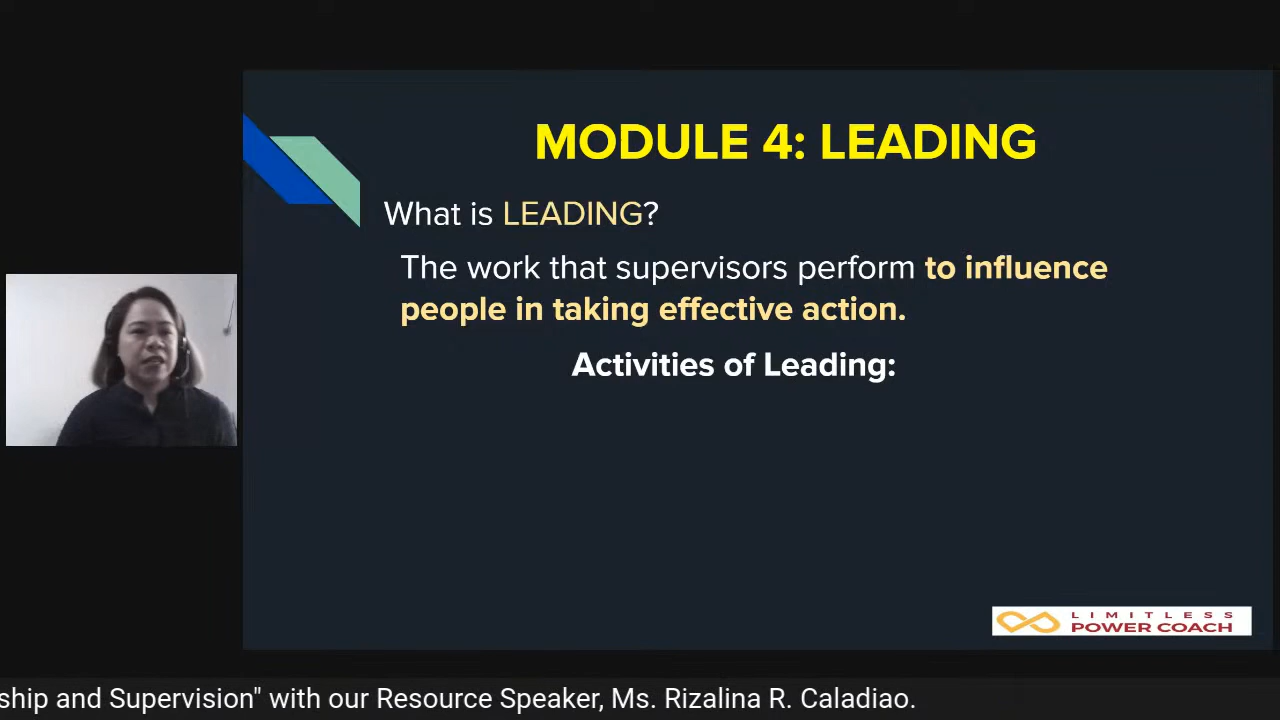 MODULE 4: LEADING
What is LEADING?
The work that supervisors perform to influence
people in taking effective action.
Activities of Leading:
LIMITLESS
POWER COACH
ship and Supervision" with our Resource Speaker, Ms. Rizalina R. Caladiao.